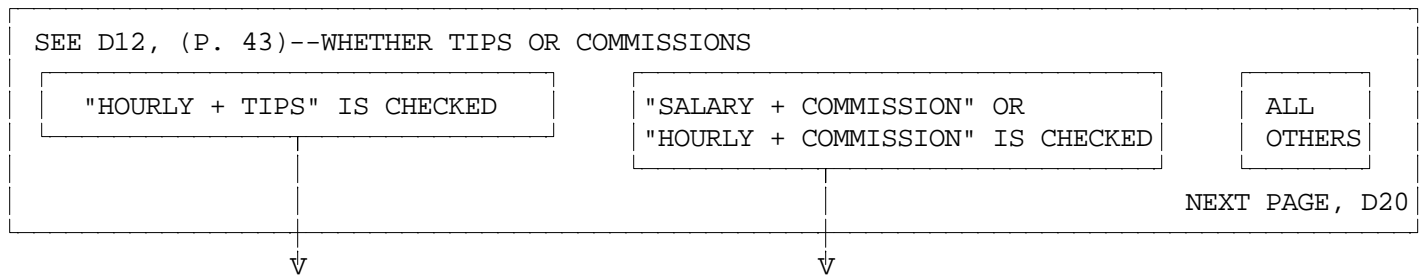 SEE D12, (P. 43)--WHETHER TIPS OR COMMISSIONS
"HOURLY + TIPS" IS CHECKED
"SALARY + COMMISSION" OR
"HOURLY + COMMISSION" IS CHECKED
ALL
OTHERS
NEXT PAGE, D20
V V